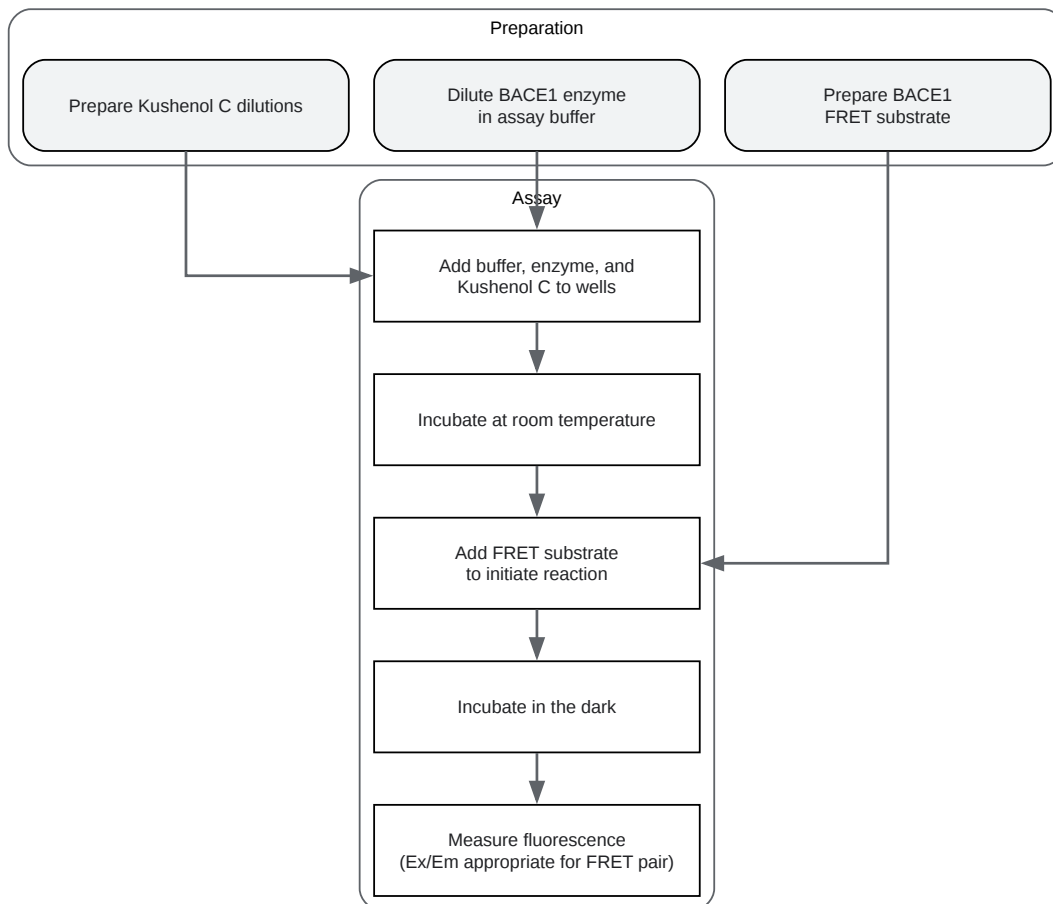 Preparation
Prepare Kushenol C dilutions
Dilute BACE1 enzyme
in assay buffer
Prepare BACE1
FRET substrate
Assay
Add buffer, enzyme, and
Kushenol C to wells
Incubate at room temperature
Add FRET substrate
to initiate reaction
Incubate in the dark
Measure fluorescence
(Ex/Em appropriate for FRET pair)